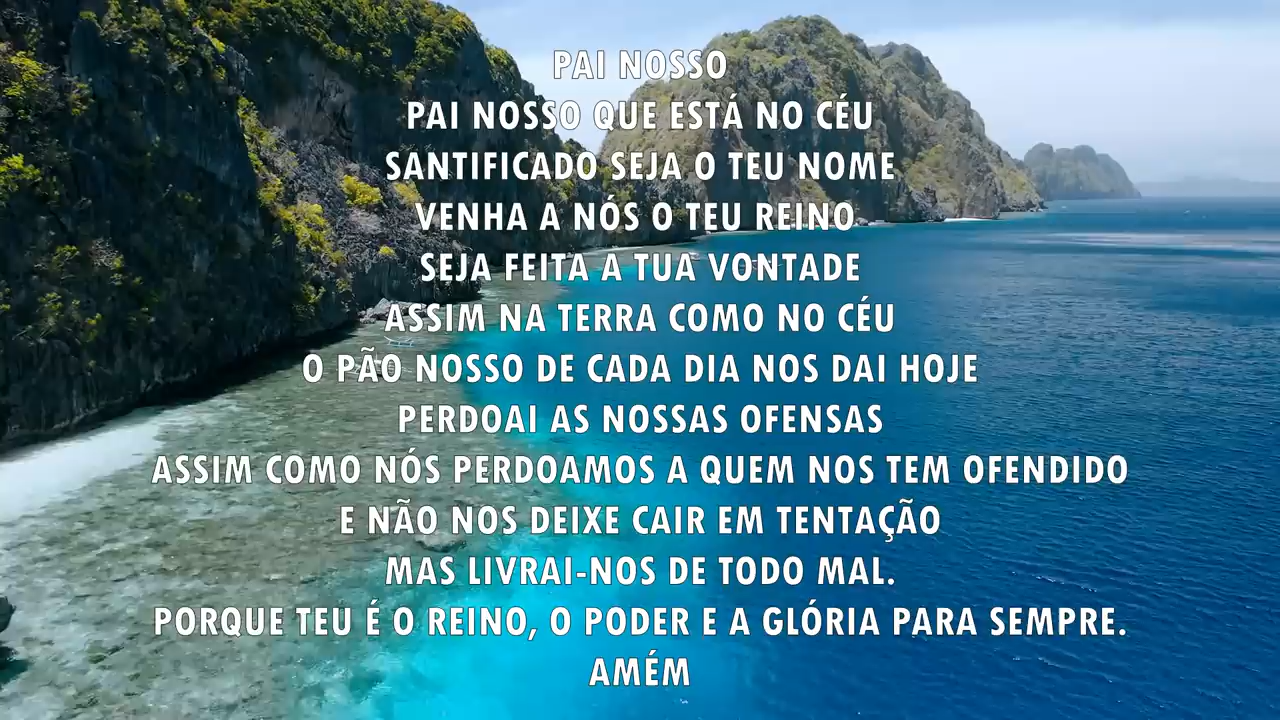 PAI NOSSO
PAI NOSSO QUE ESTÁ NO CÉU
SANTIFICADO SEJA O TEU NOME
VENHA A NÓS O TEU REINO
SEJA FEITA A TUA VONTADE
ASSIM NA TERRA COMO NO CÉU
O PÃO NOSSO DE CADA DIA NOS DAI HOJE
PERDOAI AS NOSSAS OFENSAS
ASSIM COMO NÓS PERDOAMOS A QUEM NOS TEM OFENDIDO
E NÃO NOS DEIXE CAIR EM TENTAÇÃO
MAS LIVRAI-NOS DE TODO MAL.
PORQUE TEU É O REINO, O PODER E A GLÓRIA PARA SEMPRE.
AMÉM